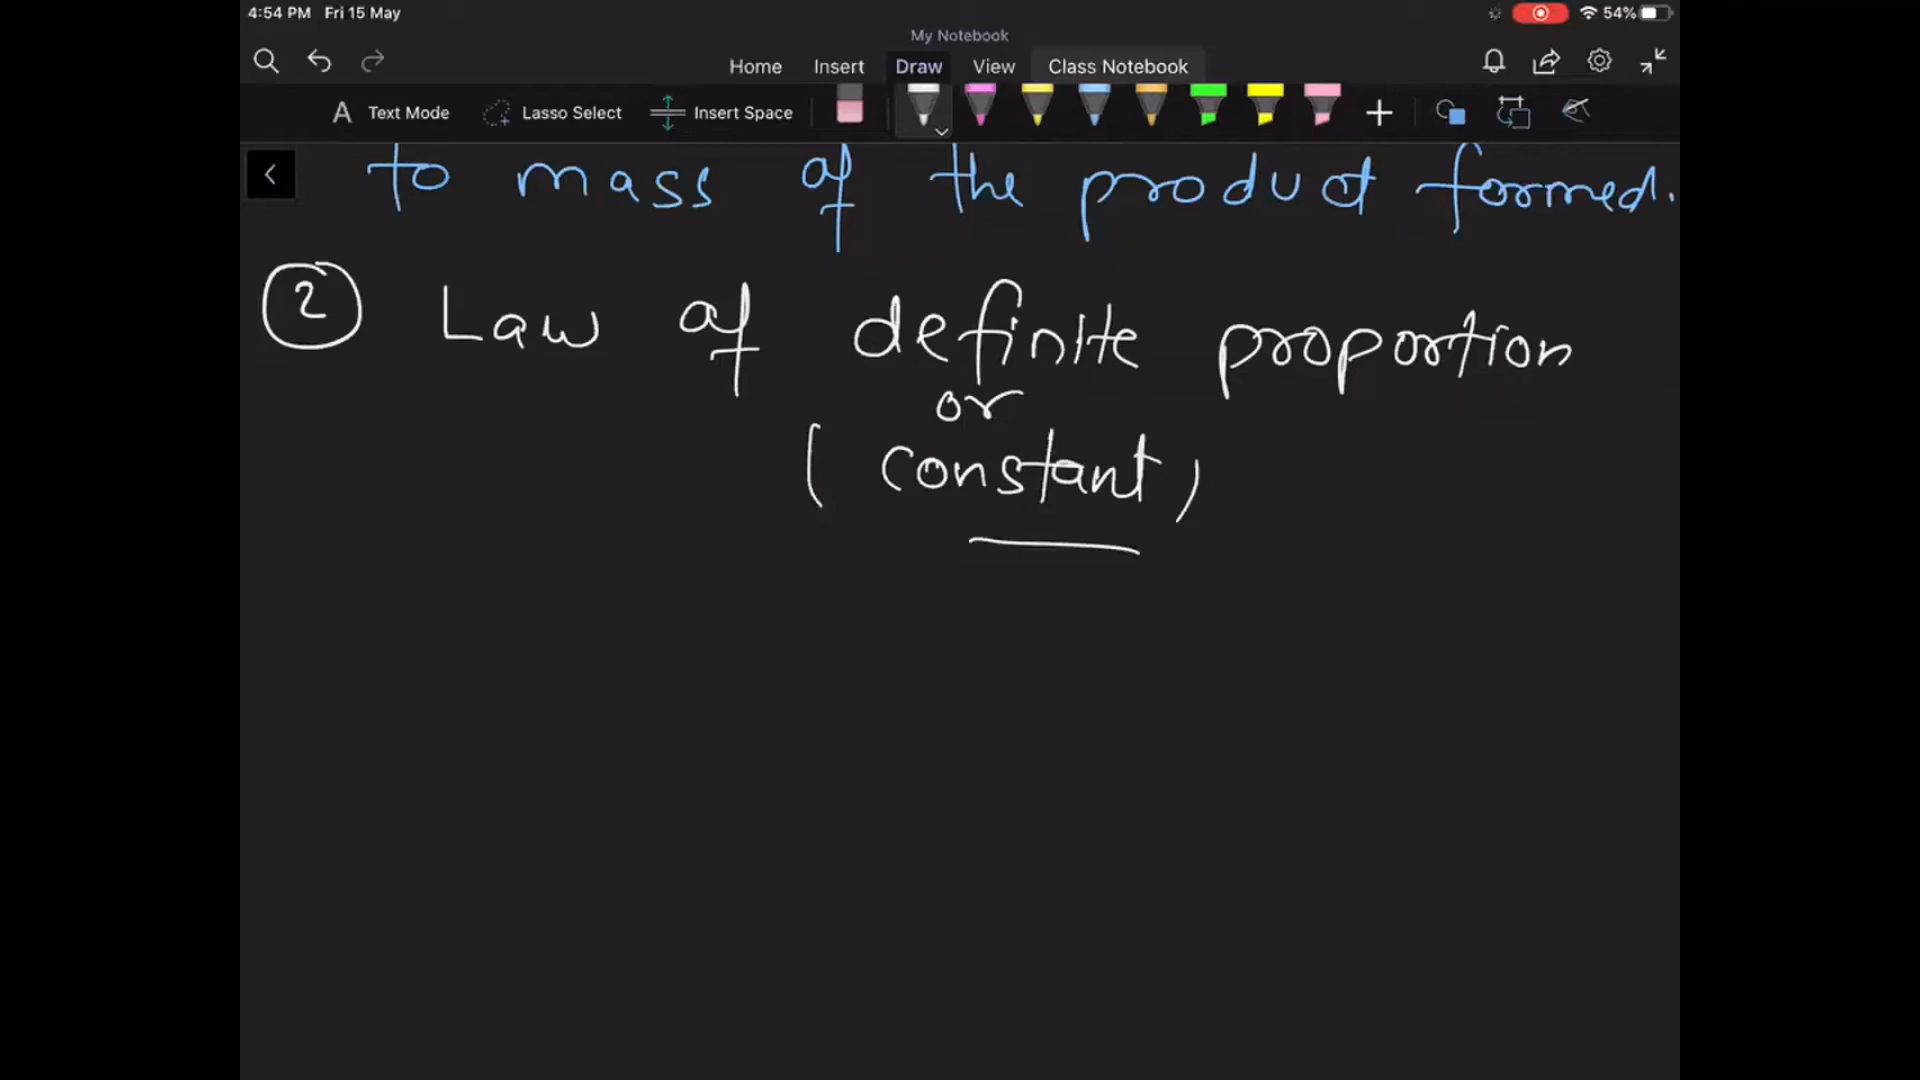 4:54 PM Fri 15 May 54%
My Notebook
Home Insert Draw View Class Notebook
A Text Mode Lasso Select Insert Space
to mass of the product formed.
2 Law of definite proportion
or
( constant )